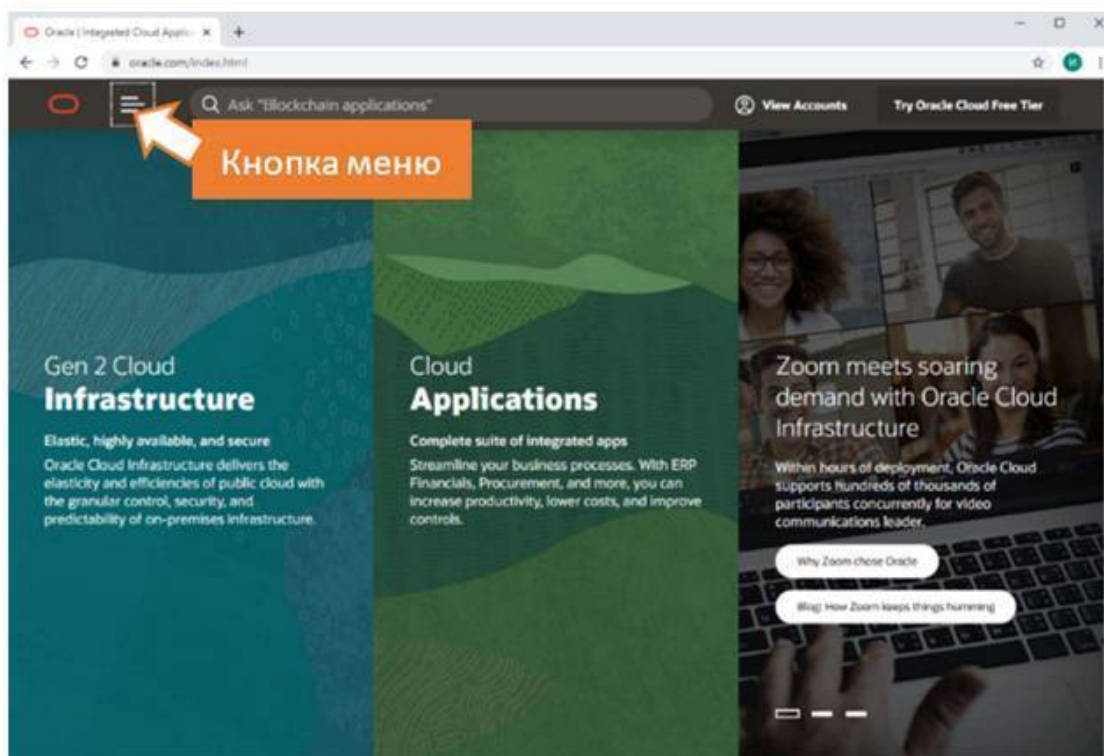 Oracle | Integrated Cloud Applic
oracle.com/index.html
Ask "Blockchain applications"
View Accounts
Try Oracle Cloud Free Tier
Кнопка меню
Gen 2 Cloud
Infrastructure
Elastic, highly available, and secure
Oracle Cloud Infrastructure delivers the
elasticity and efficiencies of public cloud with
the granular control, security, and
predictability of on-premises infrastructure.
Cloud
Applications
Complete suite of integrated apps
Streamline your business processes. With ERP
Financials, Procurement, and more, you can
increase productivity, lower costs, and improve
controls.
Zoom meets soaring
demand with Oracle Cloud
Infrastructure
Within hours of deployment, Oracle Cloud
supports hundreds of thousands of
participants concurrently for video
communications leader.
Why Zoom chose Oracle
Blog: How Zoom keeps things humming